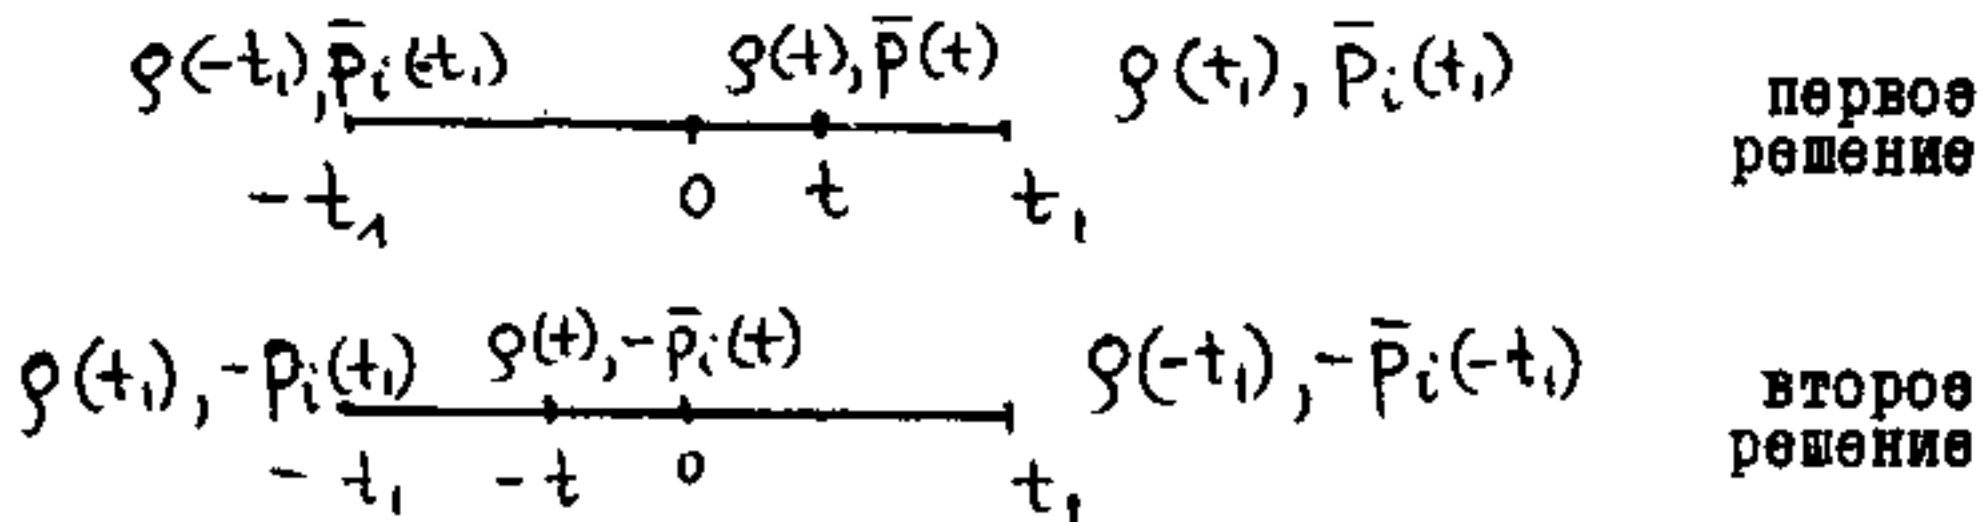 ρ(-t₁), p̄ᵢ(-t₁) ρ(t), p̄(t) ρ(t₁), p̄ᵢ(t₁) первое
решение
-t₁ 0 t t₁
ρ(t₁), -pᵢ(t₁) ρ(t), -p̄ᵢ(t) ρ(-t₁), -p̄ᵢ(-t₁) второе
решение
-t₁ -t 0 t₁